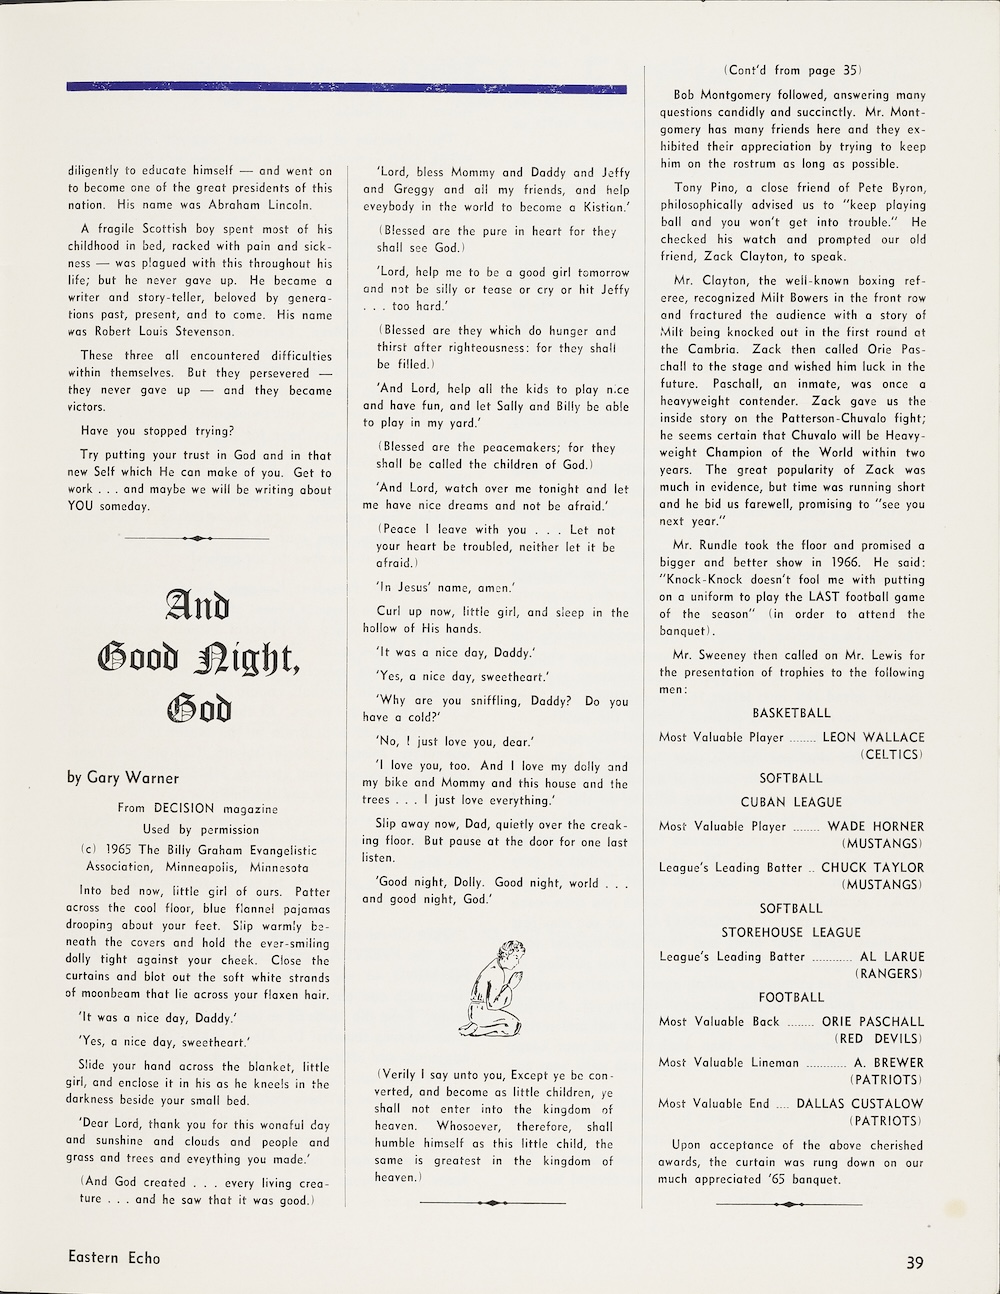 diligently to educate himself — and went on
to become one of the great presidents of this
nation. His name was Abraham Lincoln.
A fragile Scottish boy spent most of his
childhood in bed, racked with pain and sick-
ness — was plagued with this throughout his
life; but he never gave up. He became a
writer and story-teller, beloved by genera-
tions past, present, and to come. His name
was Robert Louis Stevenson.
These three all encountered difficulties
within themselves. But they persevered —
they never gave up — and they became
victors.
Have you stopped trying?
Try putting your trust in God and in that
new Self which He can make of you. Get to
work . . . and maybe we will be writing about
YOU someday.
And
Good Night,
God
by Gary Warner
From DECISION magazine
Used by permission
(c) 1965 The Billy Graham Evangelistic
Association, Minneapolis, Minnesota
Into bed now, little girl of ours. Patter
across the cool floor, blue flannel pajamas
drooping about your feet. Slip warmly be-
neath the covers and hold the ever-smiling
dolly tight against your cheek. Close the
curtains and blot out the soft white strands
of moonbeam that lie across your flaxen hair.
'It was a nice day, Daddy.'
'Yes, a nice day, sweetheart.'
Slide your hand across the blanket, little
girl, and enclose it in his as he kneels in the
darkness beside your small bed.
'Dear Lord, thank you for this wonaful day
and sunshine and clouds and people and
grass and trees and eveything you made.'
(And God created . . . every living crea-
ture . . . and he saw that it was good.)
'Lord, bless Mommy and Daddy and Jeffy
and Greggy and all my friends, and help
eveybody in the world to become a Kistian.'
(Blessed are the pure in heart for they
shall see God.)
'Lord, help me to be a good girl tomorrow
and not be silly or tease or cry or hit Jeffy
. . . too hard.'
(Blessed are they which do hunger and
thirst after righteousness: for they shall
be filled.)
'And Lord, help all the kids to play nice
and have fun, and let Sally and Billy be able
to play in my yard.'
(Blessed are the peacemakers; for they
shall be called the children of God.)
'And Lord, watch over me tonight and let
me have nice dreams and not be afraid.'
(Peace I leave with you . . . Let not
your heart be troubled, neither let it be
afraid.)
'In Jesus' name, amen.'
Curl up now, little girl, and sleep in the
hollow of His hands.
'It was a nice day, Daddy.'
'Yes, a nice day, sweetheart.'
'Why are you sniffling, Daddy? Do you
have a cold?'
'No, I just love you, dear.'
'I love you, too. And I love my dolly and
my bike and Mommy and this house and the
trees . . . I just love everything.'
Slip away now, Dad, quietly over the creak-
ing floor. But pause at the door for one last
listen.
'Good night, Dolly. Good night, world . . .
and good night, God.'
(Verily I say unto you, Except ye be con-
verted, and become as little children, ye
shall not enter into the kingdom of
heaven. Whosoever, therefore, shall
humble himself as this little child, the
same is greatest in the kingdom of
heaven.)
(Cont'd from page 35)
Bob Montgomery followed, answering many
questions candidly and succinctly. Mr. Mont-
gomery has many friends here and they ex-
hibited their appreciation by trying to keep
him on the rostrum as long as possible.
Tony Pino, a close friend of Pete Byron,
philosophically advised us to "keep playing
ball and you won't get into trouble." He
checked his watch and prompted our old
friend, Zack Clayton, to speak.
Mr. Clayton, the well-known boxing ref-
eree, recognized Milt Bowers in the front row
and fractured the audience with a story of
Milt being knocked out in the first round at
the Cambria. Zack then called Orie Pas-
chall to the stage and wished him luck in the
future. Paschall, an inmate, was once a
heavyweight contender. Zack gave us the
inside story on the Patterson-Chuvalo fight;
he seems certain that Chuvalo will be Heavy-
weight Champion of the World within two
years. The great popularity of Zack was
much in evidence, but time was running short
and he bid us farewell, promising to "see you
next year."
Mr. Rundle took the floor and promised a
bigger and better show in 1966. He said:
"Knock-Knock doesn't fool me with putting
on a uniform to play the LAST football game
of the season" (in order to attend the
banquet).
Mr. Sweeney then called on Mr. Lewis for
the presentation of trophies to the following
men:
BASKETBALL
Most Valuable Player ........ LEON WALLACE
(CELTICS)
SOFTBALL
CUBAN LEAGUE
Most Valuable Player ........ WADE HORNER
(MUSTANGS)
League's Leading Batter .. CHUCK TAYLOR
(MUSTANGS)
SOFTBALL
STOREHOUSE LEAGUE
League's Leading Batter ............ AL LARUE
(RANGERS)
FOOTBALL
Most Valuable Back ........ ORIE PASCHALL
(RED DEVILS)
Most Valuable Lineman ............ A. BREWER
(PATRIOTS)
Most Valuable End .... DALLAS CUSTALOW
(PATRIOTS)
Upon acceptance of the above cherished
awards, the curtain was rung down on our
much appreciated '65 banquet.
Eastern Echo
39